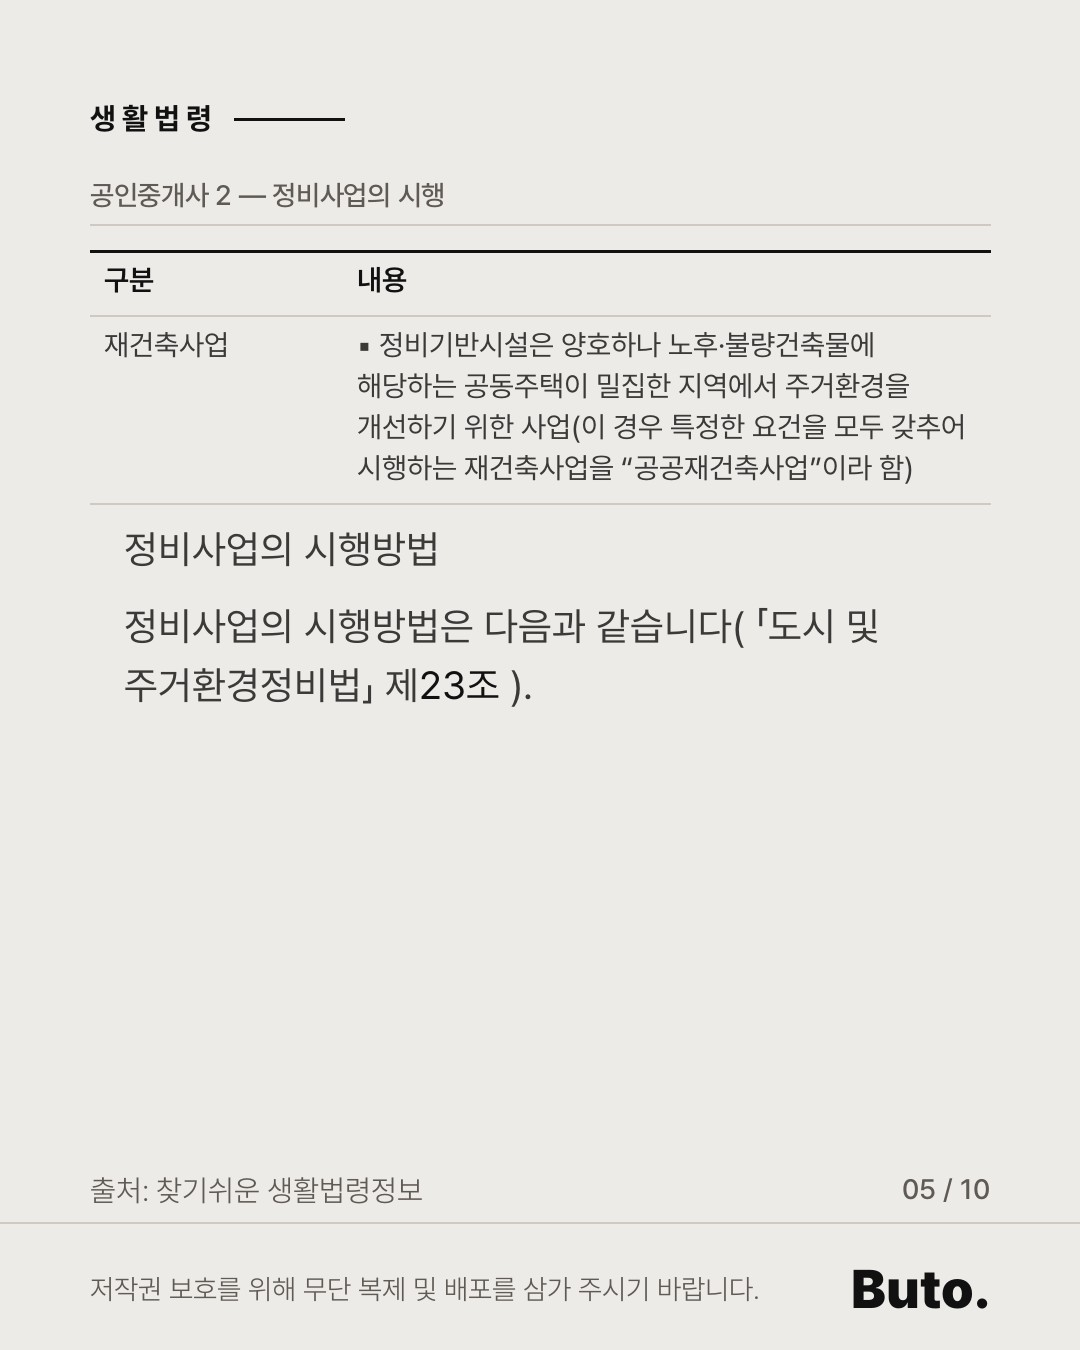 생활법령
공인중개사 2 — 정비사업의 시행
구분 내용
재건축사업 ▪ 정비기반시설은 양호하나 노후·불량건축물에
해당하는 공동주택이 밀집한 지역에서 주거환경을
개선하기 위한 사업(이 경우 특정한 요건을 모두 갖추어
시행하는 재건축사업을 “공공재건축사업”이라 함)
정비사업의 시행방법
정비사업의 시행방법은 다음과 같습니다( 「도시 및
주거환경정비법」 제23조 ).
출처: 찾기쉬운 생활법령정보 05 / 10
저작권 보호를 위해 무단 복제 및 배포를 삼가 주시기 바랍니다. Buto.